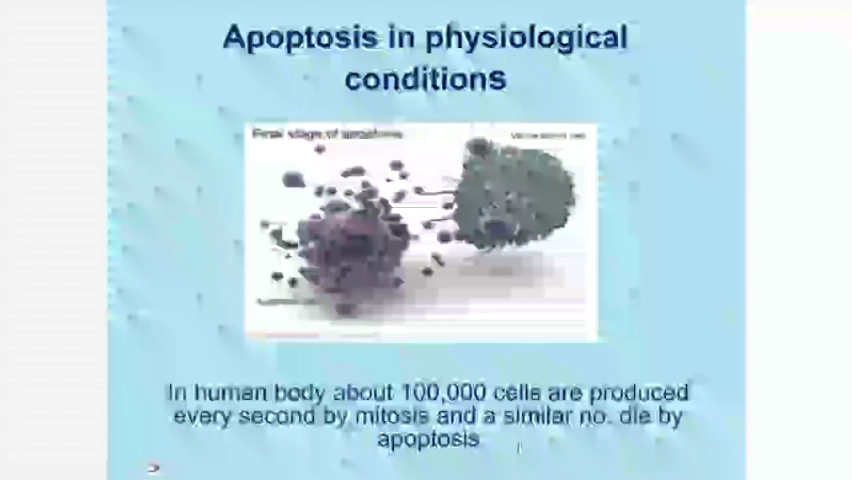 Apoptosis in physiological
conditions
Final stage of apoptosis
In human body about 100,000 cells are produced
every second by mitosis and a similar no. die by
apoptosis